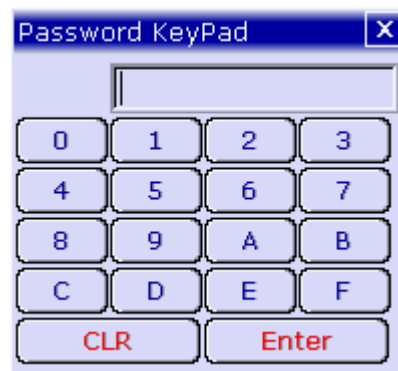 Password KeyPad X
0 1 2 3
4 5 6 7
8 9 A B
C D E F
CLR Enter